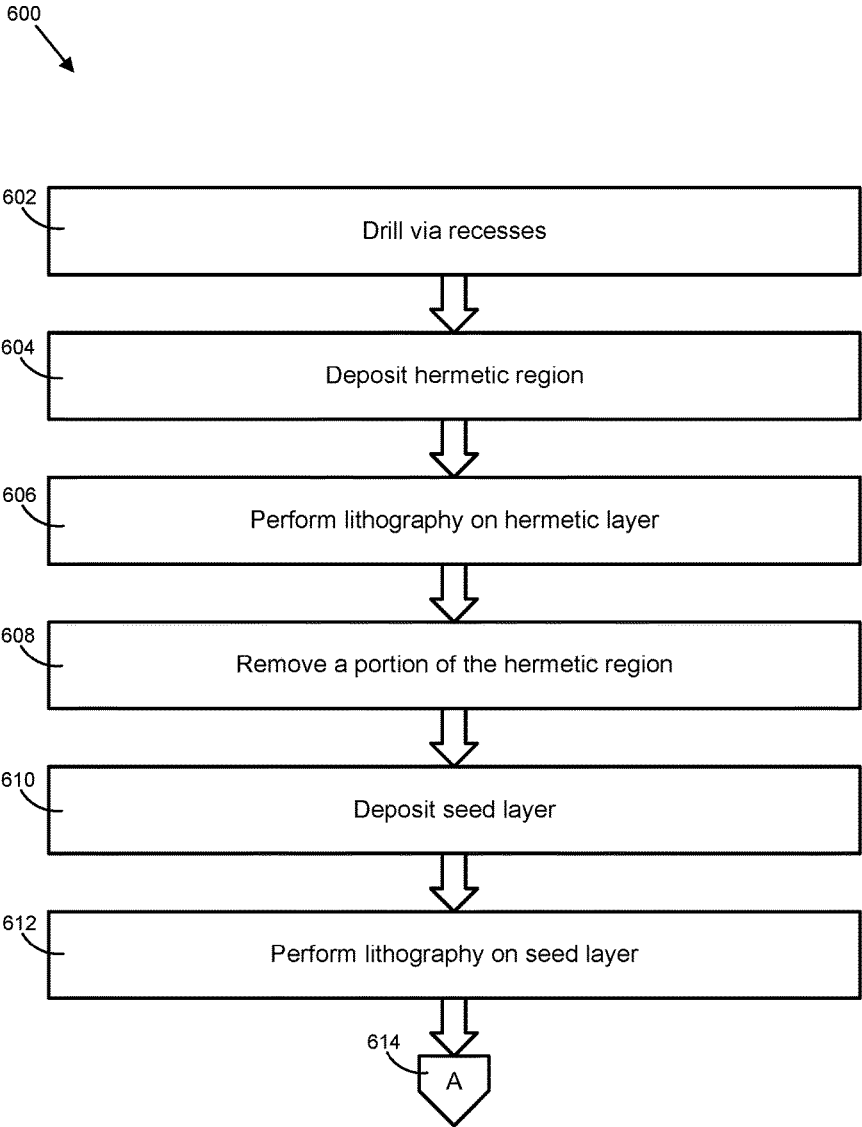 600
602
Drill via recesses
604
Deposit hermetic region
606
Perform lithography on hermetic layer
608
Remove a portion of the hermetic region
610
Deposit seed layer
612
Perform lithography on seed layer
614
A